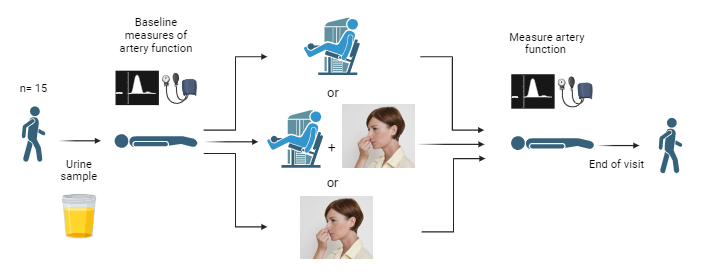 Baseline
measures of
artery function
n= 15
Urine
sample
or
+
or
Measure artery
function
End of visit